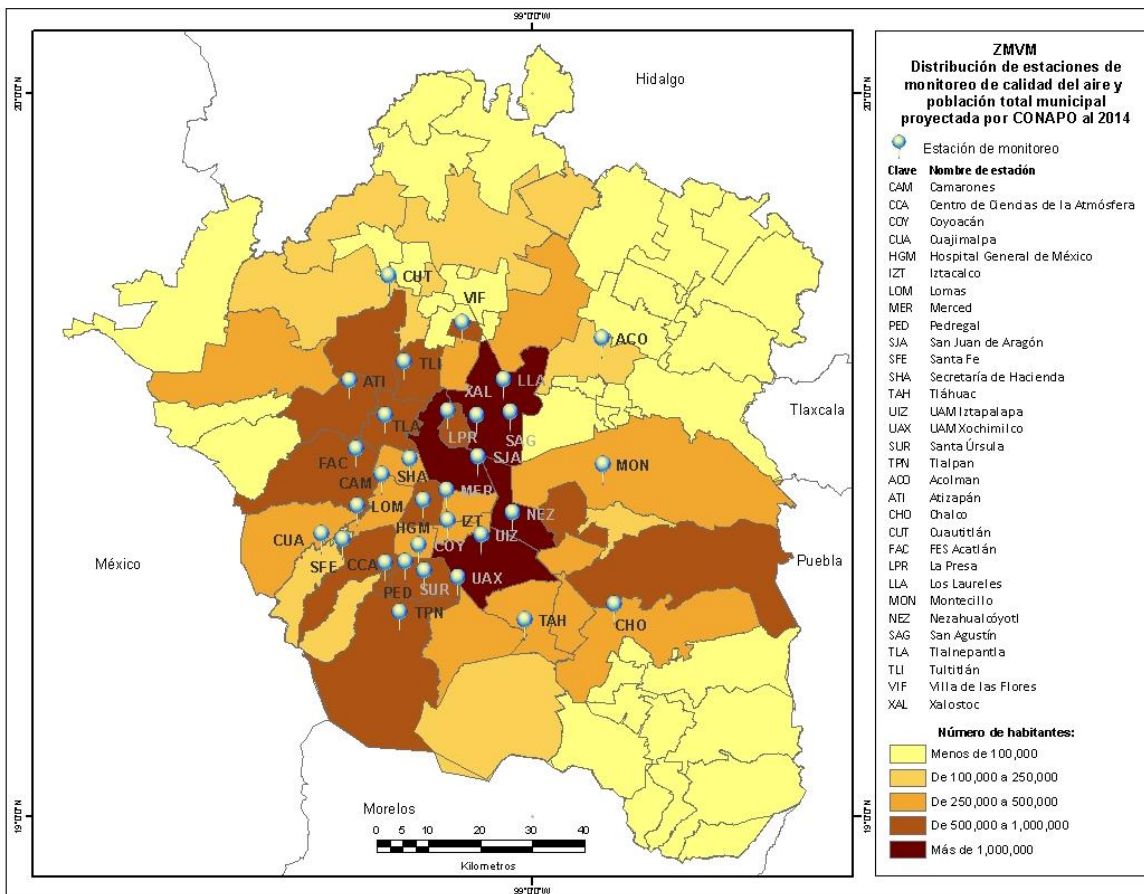 99°0'0"W
20°0'0"N
20°0'0"N
19°0'0"N
19°0'0"N
99°0'0"W
Hidalgo
Tlaxcala
Puebla
México
Morelos
CUT
VIF
ACO
TLI
ATI
LLA
XAL
TLA
LPR
SAG
FAC
SHA
SJA
MON
CAM
MER
LOM
NEZ
HGM
IZT
CUA
UIZ
COY
SFE
CCA
PED
SUR
UAX
TPN
TAH
CHO
0 5 10 20 30 40
Kilometros
ZMVM
Distribución de estaciones de
monitoreo de calidad del aire y
población total municipal
proyectada por CONAPO al 2014
Estación de monitoreo
Clave Nombre de estación
CAM Camarones
CCA Centro de Ciencias de la Atmósfera
COY Coyoacán
CUA Cuajimalpa
HGM Hospital General de México
IZT Iztacalco
LOM Lomas
MER Merced
PED Pedregal
SJA San Juan de Aragón
SFE Santa Fe
SHA Secretaría de Hacienda
TAH Tláhuac
UIZ UAM Iztapalapa
UAX UAM Xochimilco
SUR Santa Úrsula
TPN Tlalpan
ACO Acolman
ATI Atizapán
CHO Chalco
CUT Cuautitlán
FAC FES Acatlán
LPR La Presa
LLA Los Laureles
MON Montecillo
NEZ Nezahualcóyotl
SAG San Agustín
TLA Tlalnepantla
TLI Tultitlán
VIF Villa de las Flores
XAL Xalostoc
Número de habitantes:
Menos de 100,000
De 100,000 a 250,000
De 250,000 a 500,000
De 500,000 a 1,000,000
Más de 1,000,000